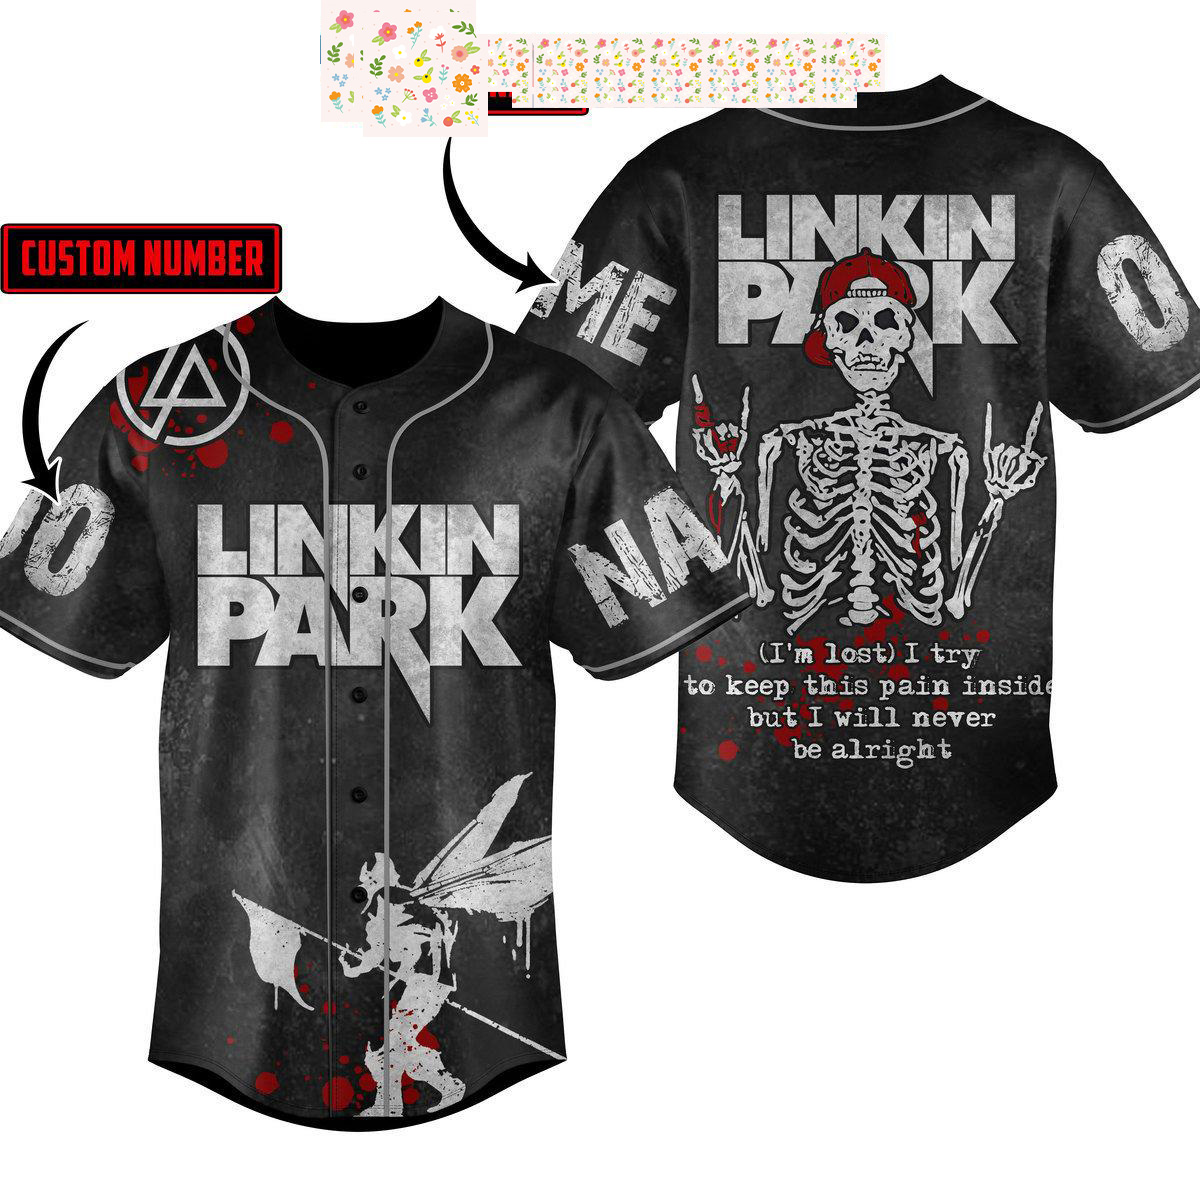 CUSTOM NUMBER
LINKIN
PARK
NA
ME
0
LINKIN
PARK
(I'm lost) I try
to keep this pain inside
but I will never
be alright